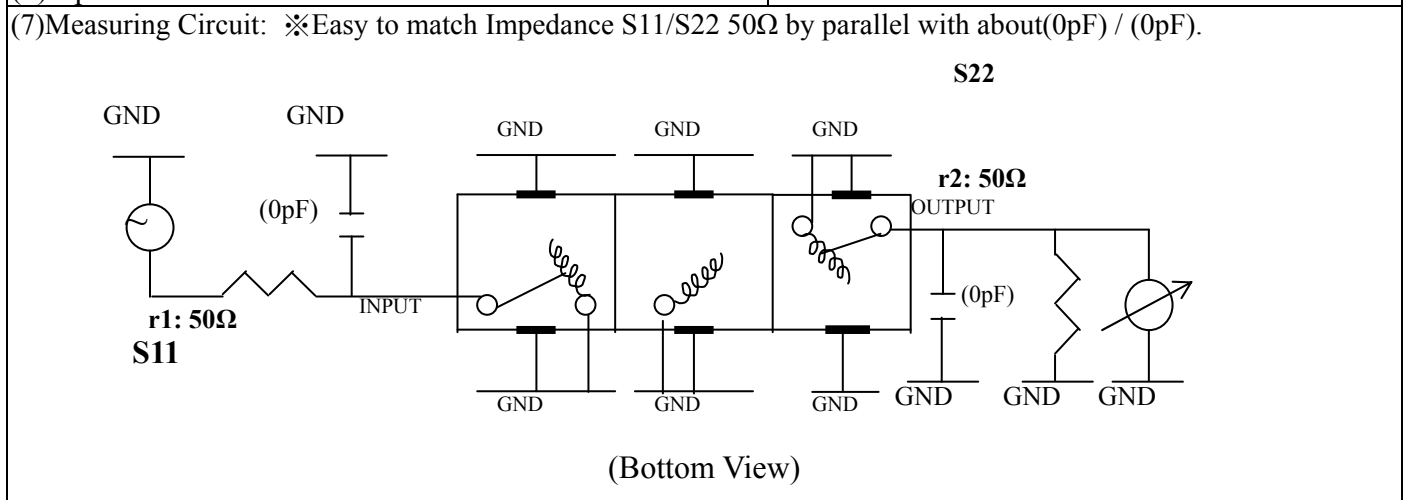 (7)Measuring Circuit: ※Easy to match Impedance S11/S22 50Ω by parallel with about(0pF) / (0pF).
S22
GND GND GND GND GND
r2: 50Ω
(0pF) OUTPUT
INPUT (0pF)
r1: 50Ω
S11
GND GND GND GND GND GND
(Bottom View)